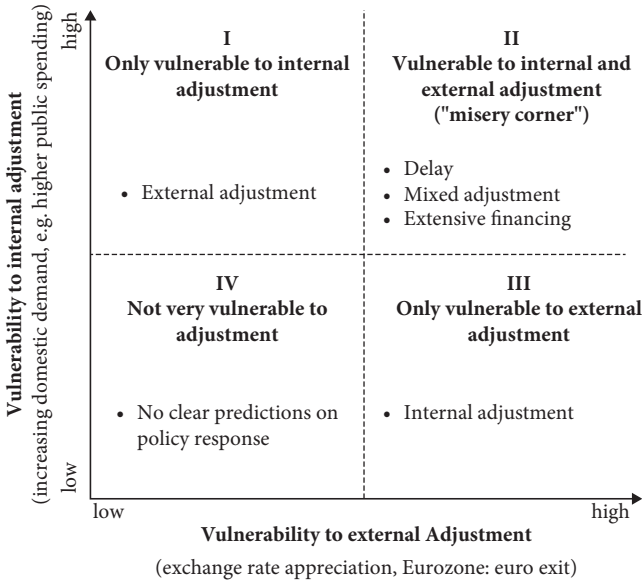 high
Vulnerability to internal adjustment
(increasing domestic demand, e.g. higher public spending)
low
I
Only vulnerable to internal
adjustment
• External adjustment
II
Vulnerable to internal and
external adjustment
("misery corner")
• Delay
• Mixed adjustment
• Extensive financing
IV
Not very vulnerable to
adjustment
• No clear predictions on
policy response
III
Only vulnerable to external
adjustment
• Internal adjustment
low
high
Vulnerability to external Adjustment
(exchange rate appreciation, Eurozone: euro exit)